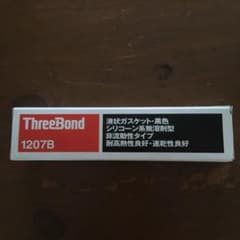 ThreeBond
1207B
液状ガスケット・黒色
シリコーン系無溶剤型
非流動性タイプ
耐高熱性良好・速乾性良好